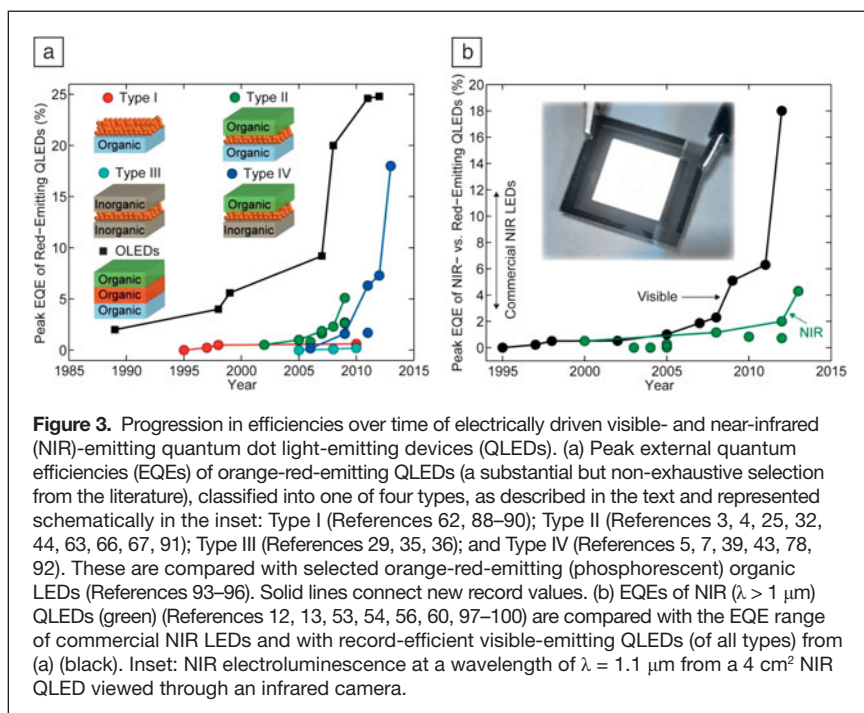 a
b
Peak EQE of Red-Emitting QLEDs (%)
25
20
15
10
5
0
Type I
Type II
Organic
Organic
Organic
Type III
Type IV
Inorganic
Inorganic
Organic
Inorganic
OLEDs
Organic
Organic
Organic
1985
1990
1995
2000
2005
2010
2015
Year
Peak EQE of NIR- vs. Red-Emitting QLEDs (%)
20
18
16
14
12
10
8
6
4
2
0
Commercial NIR LEDs
Visible
NIR
1995
2000
2005
2010
2015
Year
Figure 3. Progression in efficiencies over time of electrically driven visible- and near-infrared
(NIR)-emitting quantum dot light-emitting devices (QLEDs). (a) Peak external quantum
efficiencies (EQEs) of orange-red-emitting QLEDs (a substantial but non-exhaustive selection
from the literature), classified into one of four types, as described in the text and represented
schematically in the inset: Type I (References 62, 88–90); Type II (References 3, 4, 25, 32,
44, 63, 66, 67, 91); Type III (References 29, 35, 36); and Type IV (References 5, 7, 39, 43, 78,
92). These are compared with selected orange-red-emitting (phosphorescent) organic
LEDs (References 93–96). Solid lines connect new record values. (b) EQEs of NIR (λ > 1 μm)
QLEDs (green) (References 12, 13, 53, 54, 56, 60, 97–100) are compared with the EQE range
of commercial NIR LEDs and with record-efficient visible-emitting QLEDs (of all types) from
(a) (black). Inset: NIR electroluminescence at a wavelength of λ = 1.1 μm from a 4 cm² NIR
QLED viewed through an infrared camera.